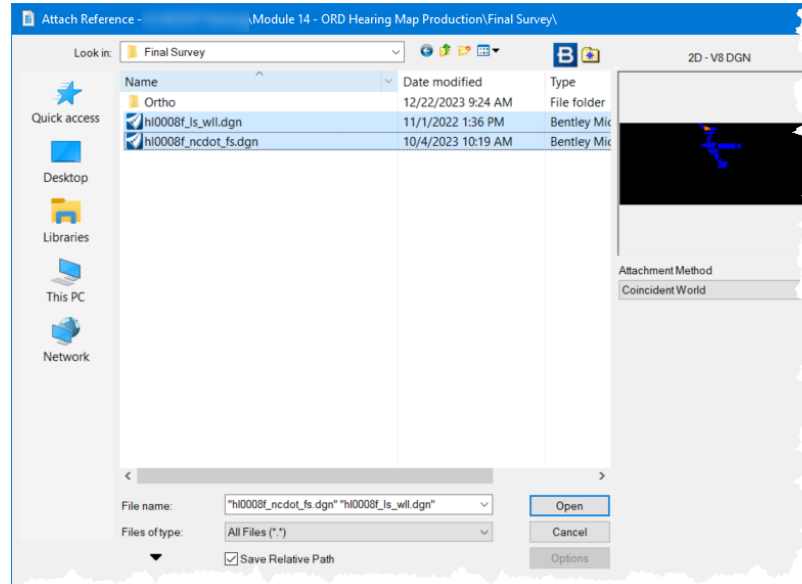 Attach Reference - \Module 14 - ORD Hearing Map Production\Final Survey\
Look in: Final Survey
2D - V8 DGN
Name Date modified Type
Ortho 12/22/2023 9:24 AM File folder
hl0008f_ls_wll.dgn 11/1/2022 1:36 PM Bentley Mic
hl0008f_ncdot_fs.dgn 10/4/2023 10:19 AM Bentley Mic
Quick access
Desktop
Libraries
This PC
Network
Attachment Method
Coincident World
File name: "hl0008f_ncdot_fs.dgn" "hl0008f_ls_wll.dgn" Open
Files of type: All Files (*.*) Cancel
Save Relative Path Options